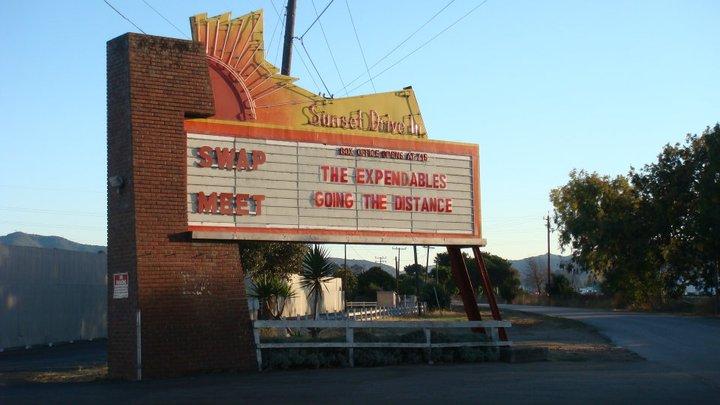 Sunset Drive In
BOX OFFICE OPENS AT 7:15
SWAP
THE EXPENDABLES
MEET
GOING THE DISTANCE